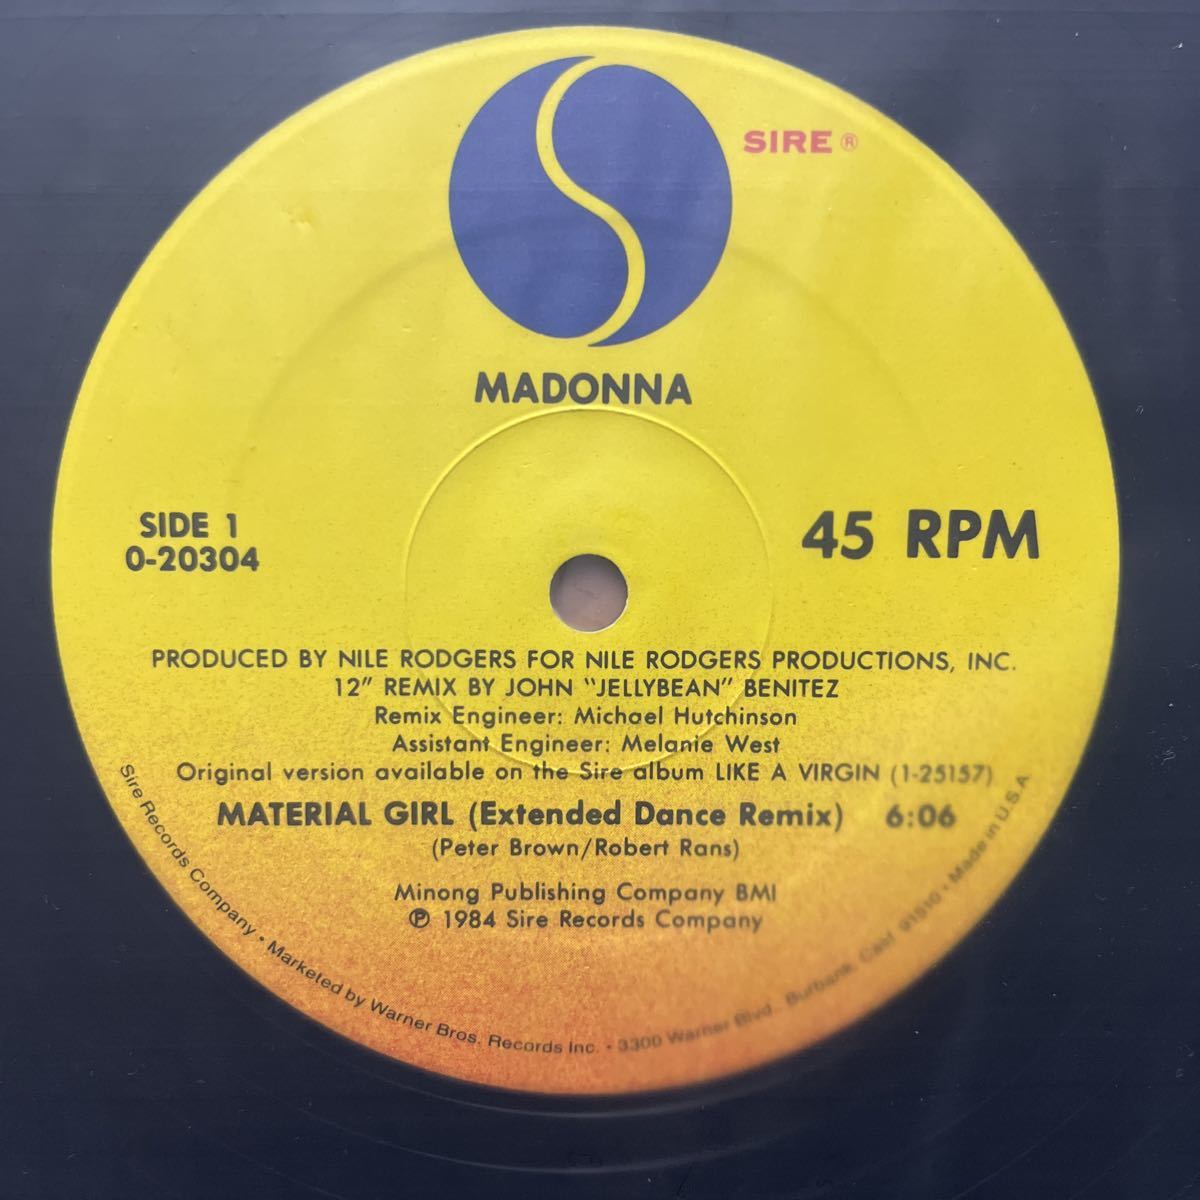 SIRE ®
MADONNA
SIDE 1
0-20304
45 RPM
PRODUCED BY NILE RODGERS FOR NILE RODGERS PRODUCTIONS, INC.
12" REMIX BY JOHN "JELLYBEAN" BENITEZ
Remix Engineer: Michael Hutchinson
Assistant Engineer: Melanie West
Original version available on the Sire album LIKE A VIRGIN (1-25157)
MATERIAL GIRL (Extended Dance Remix) 6:06
(Peter Brown/Robert Rans)
Minong Publishing Company BMI
℗ 1984 Sire Records Company
Sire Records Company • Marketed by Warner Bros. Records Inc. • 3300 Warner Blvd., Burbank, Calif. 91510 • Made in U.S.A.